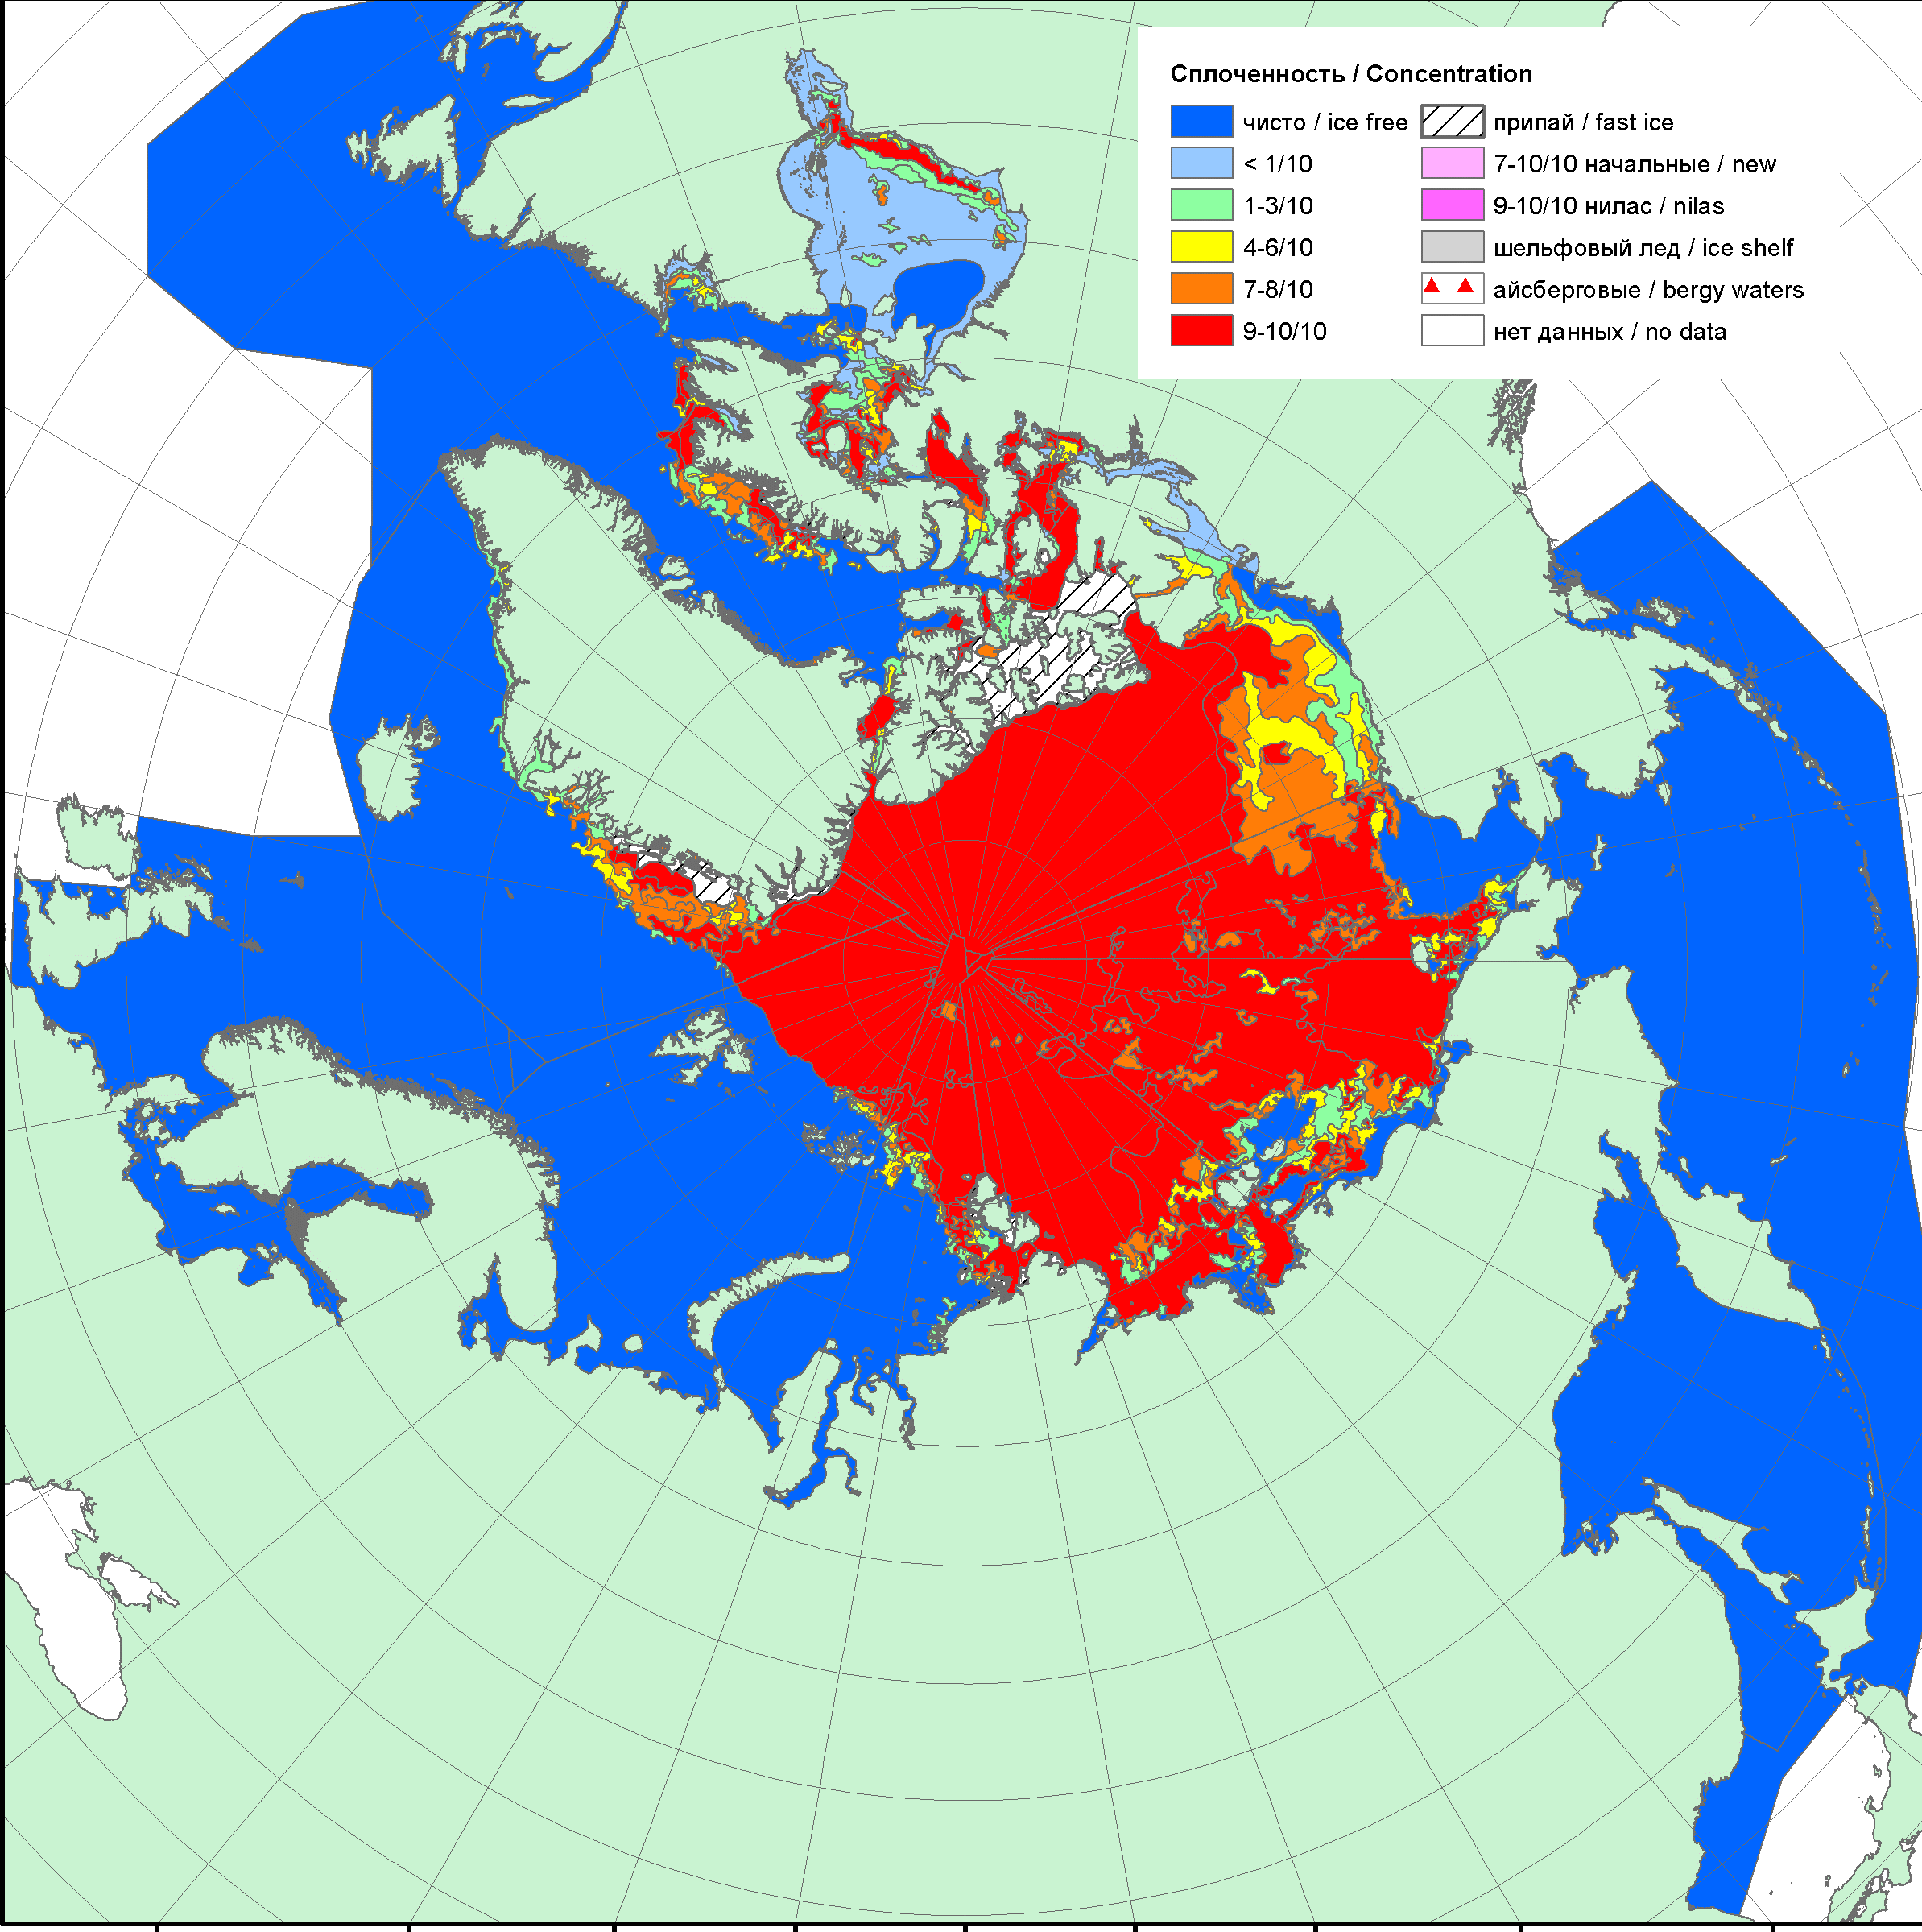 Сплоченность / Concentration
чисто / ice free
< 1/10
1-3/10
4-6/10
7-8/10
9-10/10
припай / fast ice
7-10/10 начальные / new
9-10/10 нилас / nilas
шельфовый лед / ice shelf
айсберговые / bergy waters
нет данных / no data